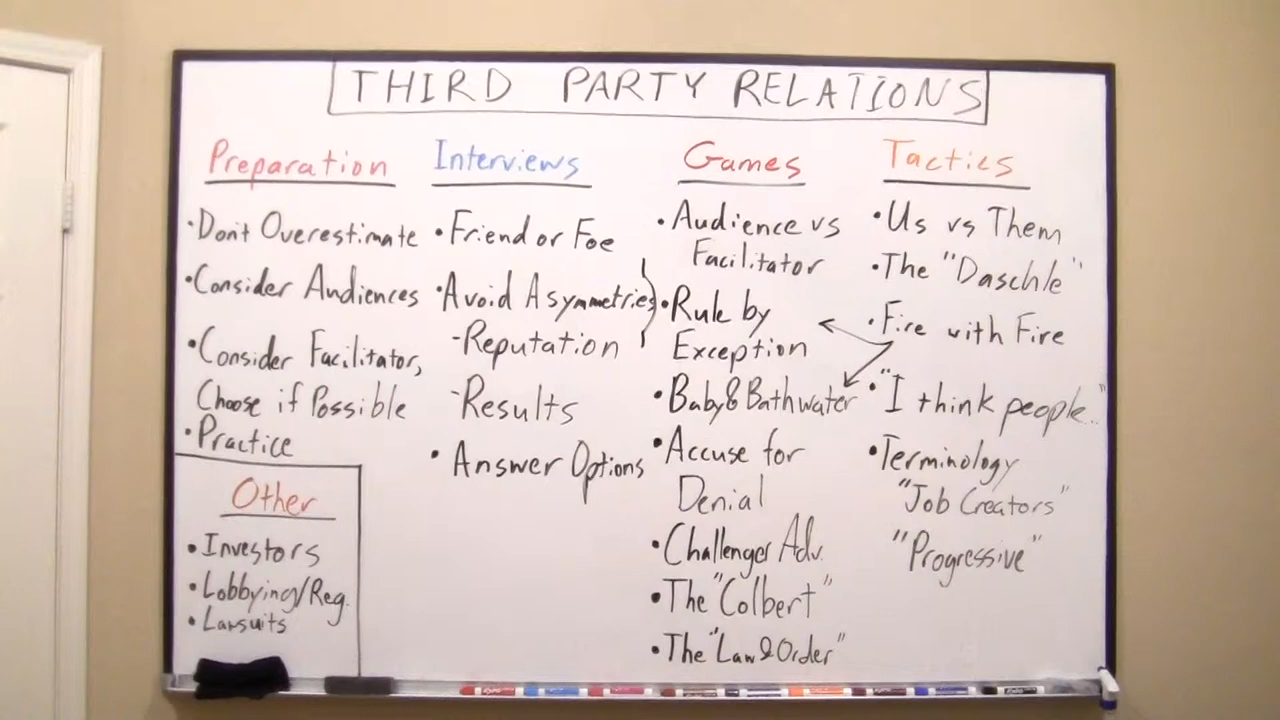 THIRD PARTY RELATIONS
Preparation
• Don't Overestimate
• Consider Audiences
• Consider Facilitator,
Choose if Possible
• Practice
Other
• Investors
• Lobbying/Reg.
• Lawsuits
Interviews
• Friend or Foe
• Avoid Asymmetries
- Reputation
- Results
• Answer Options
Games
• Audience vs
Facilitator
• Rule by
Exception
• Baby & Bathwater
• Accuse for
Denial
• Challenger Adv.
• The "Colbert"
• The "Law & Order"
Tactics
• Us vs Them
• The "Daschle"
• Fire with Fire
• "I think people..."
• Terminology
"Job Creators"
"Progressive"